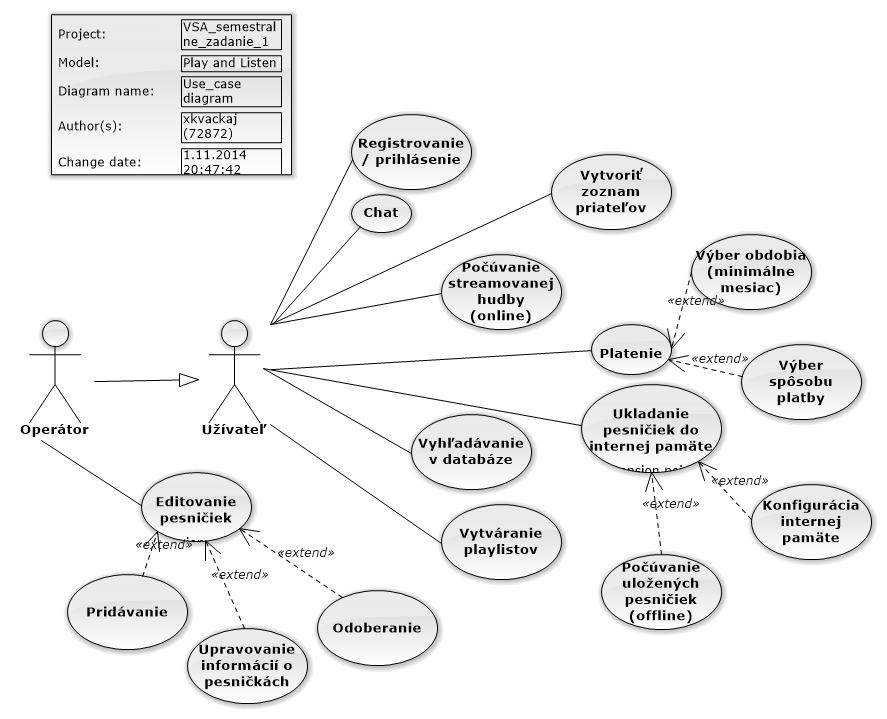 Project:
VSA_semestral
ne_zadanie_1
Model:
Play and Listen
Diagram name:
Use_case
diagram
Author(s):
xkvackaj
(72872)
Change date:
1.11.2014
20:47:42
Registrovanie
/ prihlásenie
Chat
Vytvoriť
zoznam
priateľov
Počúvanie
streamovanej
hudby
(online)
Výber obdobia
(minimálne
mesiac)
«extend»
Platenie
«extend»
Výber
spôsobu
platby
Operátor
Užívateľ
Ukladanie
pesničiek do
internej pamäte
Vyhľadávanie
v databáze
«extend»
«extend»
Konfigurácia
internej
pamäte
Editovanie
pesničiek
Vytváranie
playlistov
«extend»
«extend»
«extend»
Počúvanie
uložených
pesničiek
(offline)
Pridávanie
Odoberanie
Upravovanie
informácií o
pesničkách